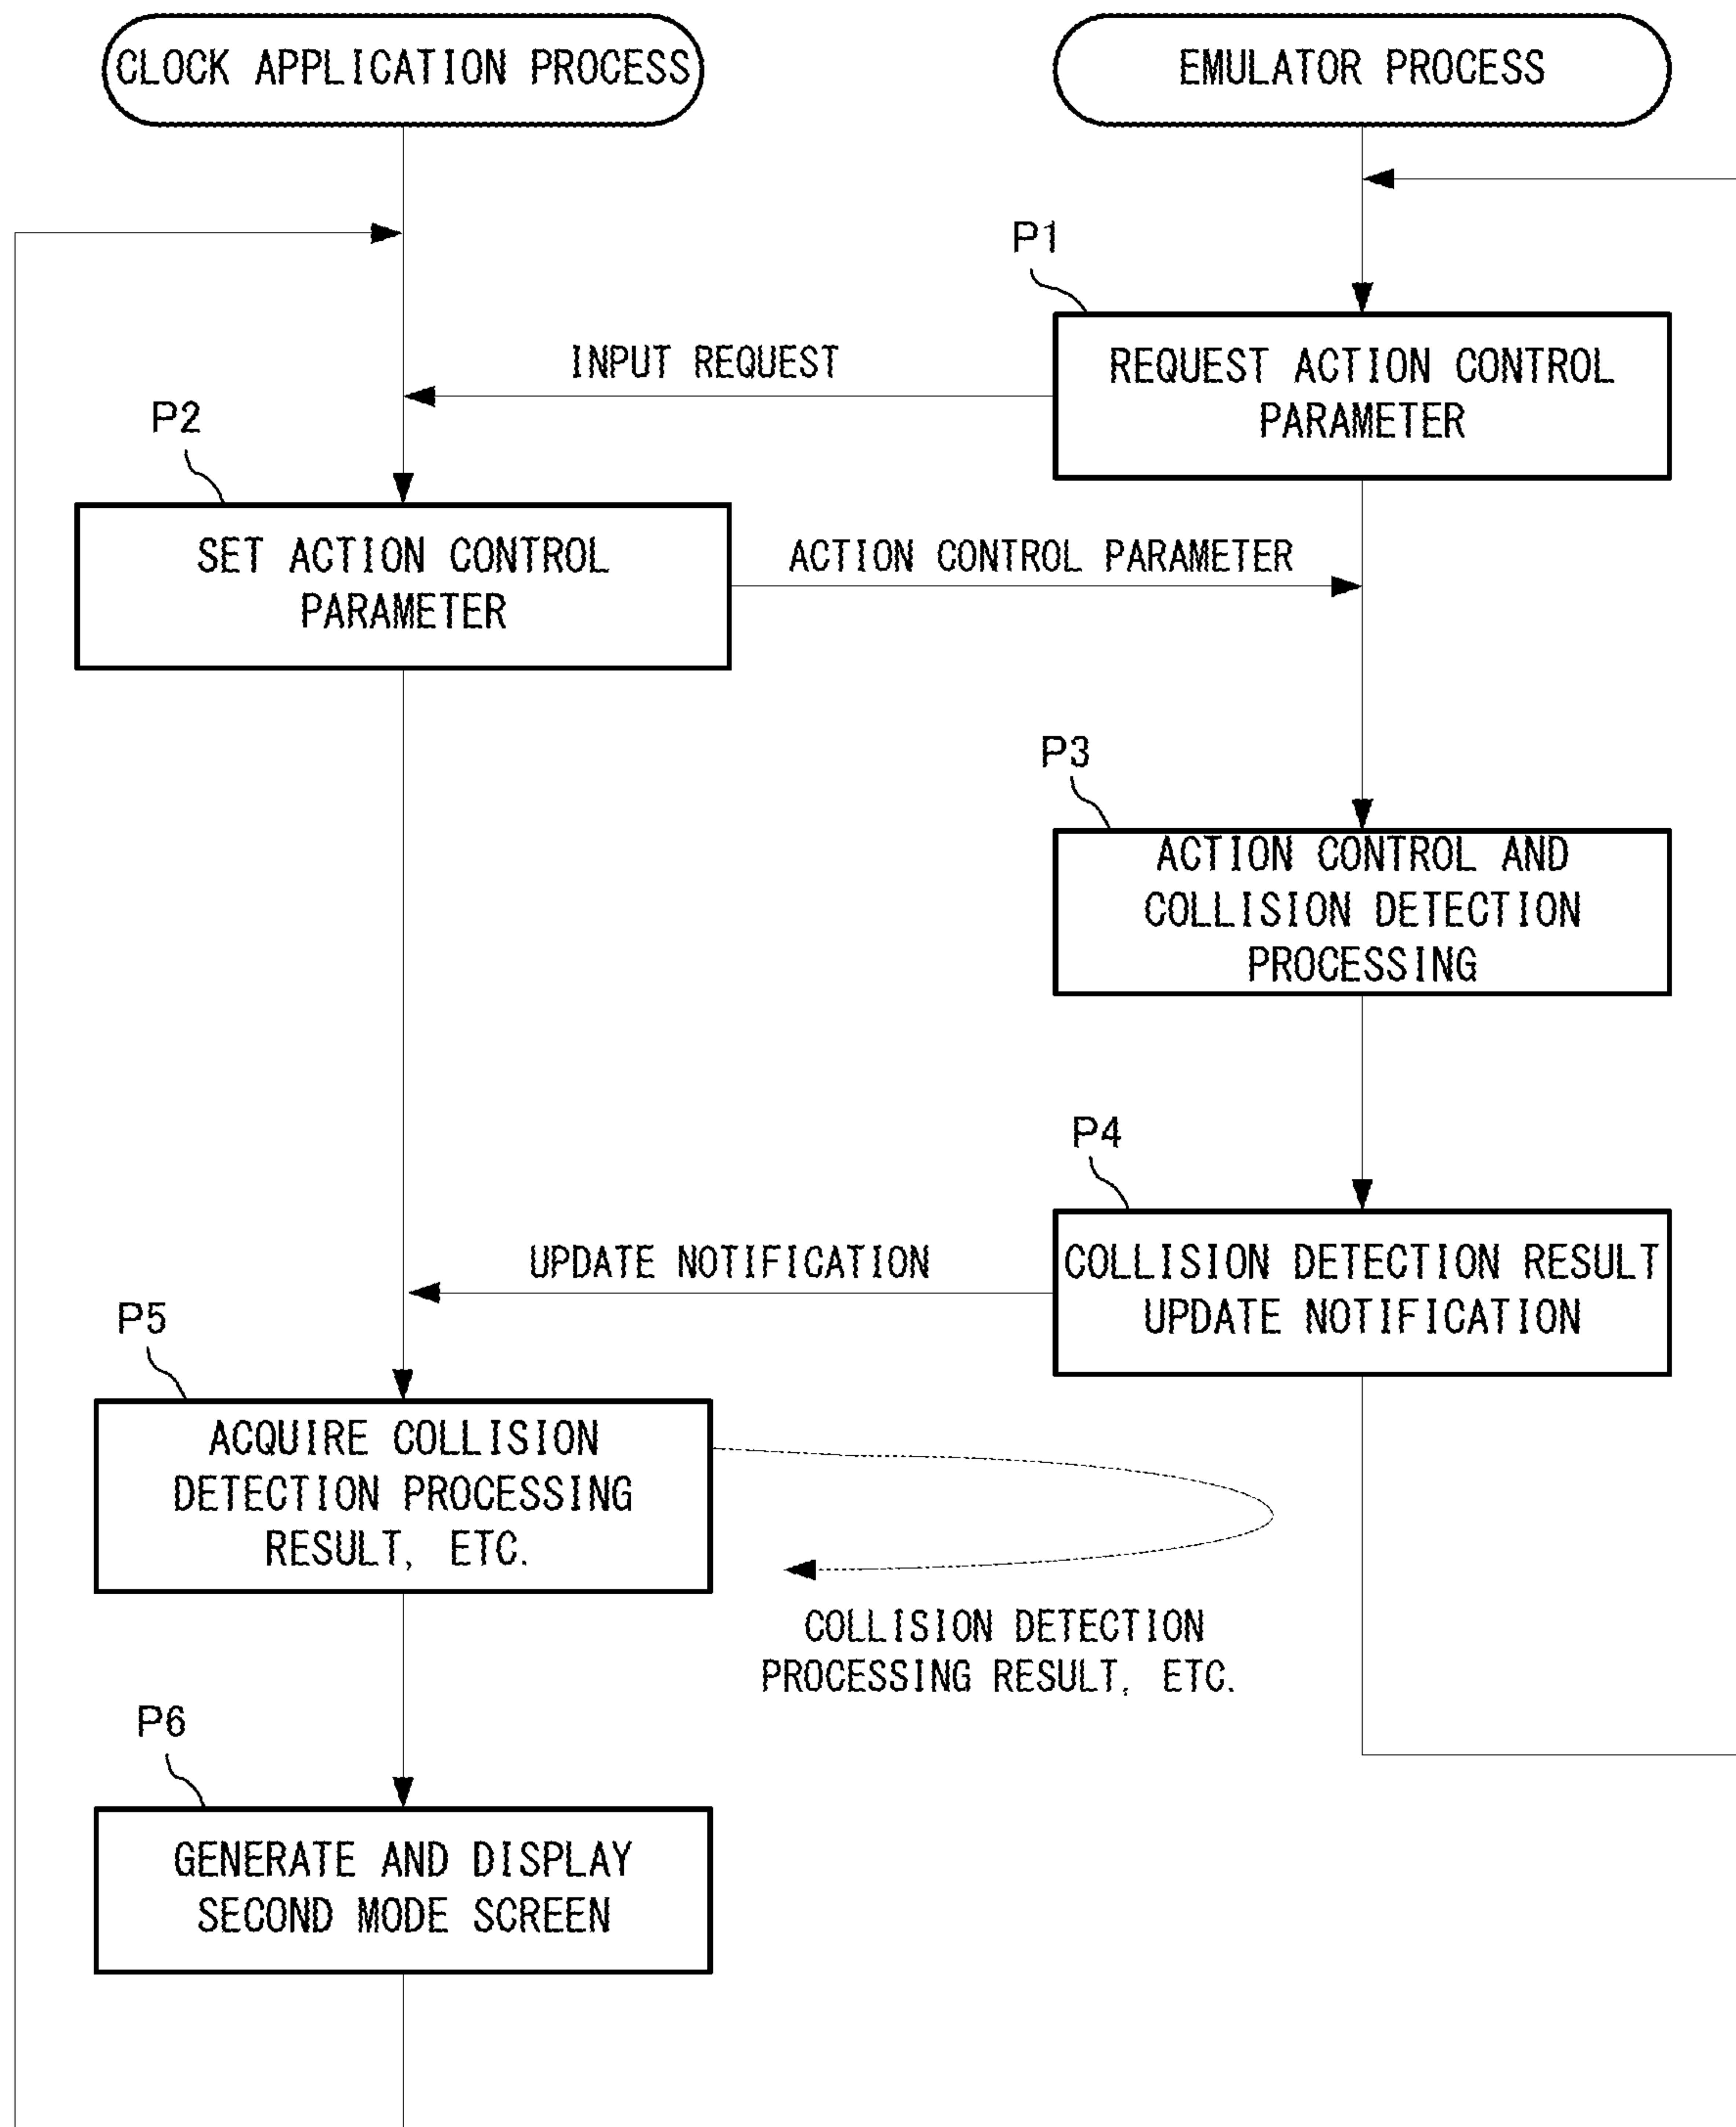 CLOCK APPLICATION PROCESS
EMULATOR PROCESS
P1
REQUEST ACTION CONTROL
PARAMETER
INPUT REQUEST
P2
SET ACTION CONTROL
PARAMETER
ACTION CONTROL PARAMETER
P3
ACTION CONTROL AND
COLLISION DETECTION
PROCESSING
P4
COLLISION DETECTION RESULT
UPDATE NOTIFICATION
UPDATE NOTIFICATION
P5
ACQUIRE COLLISION
DETECTION PROCESSING
RESULT, ETC.
COLLISION DETECTION
PROCESSING RESULT, ETC.
P6
GENERATE AND DISPLAY
SECOND MODE SCREEN